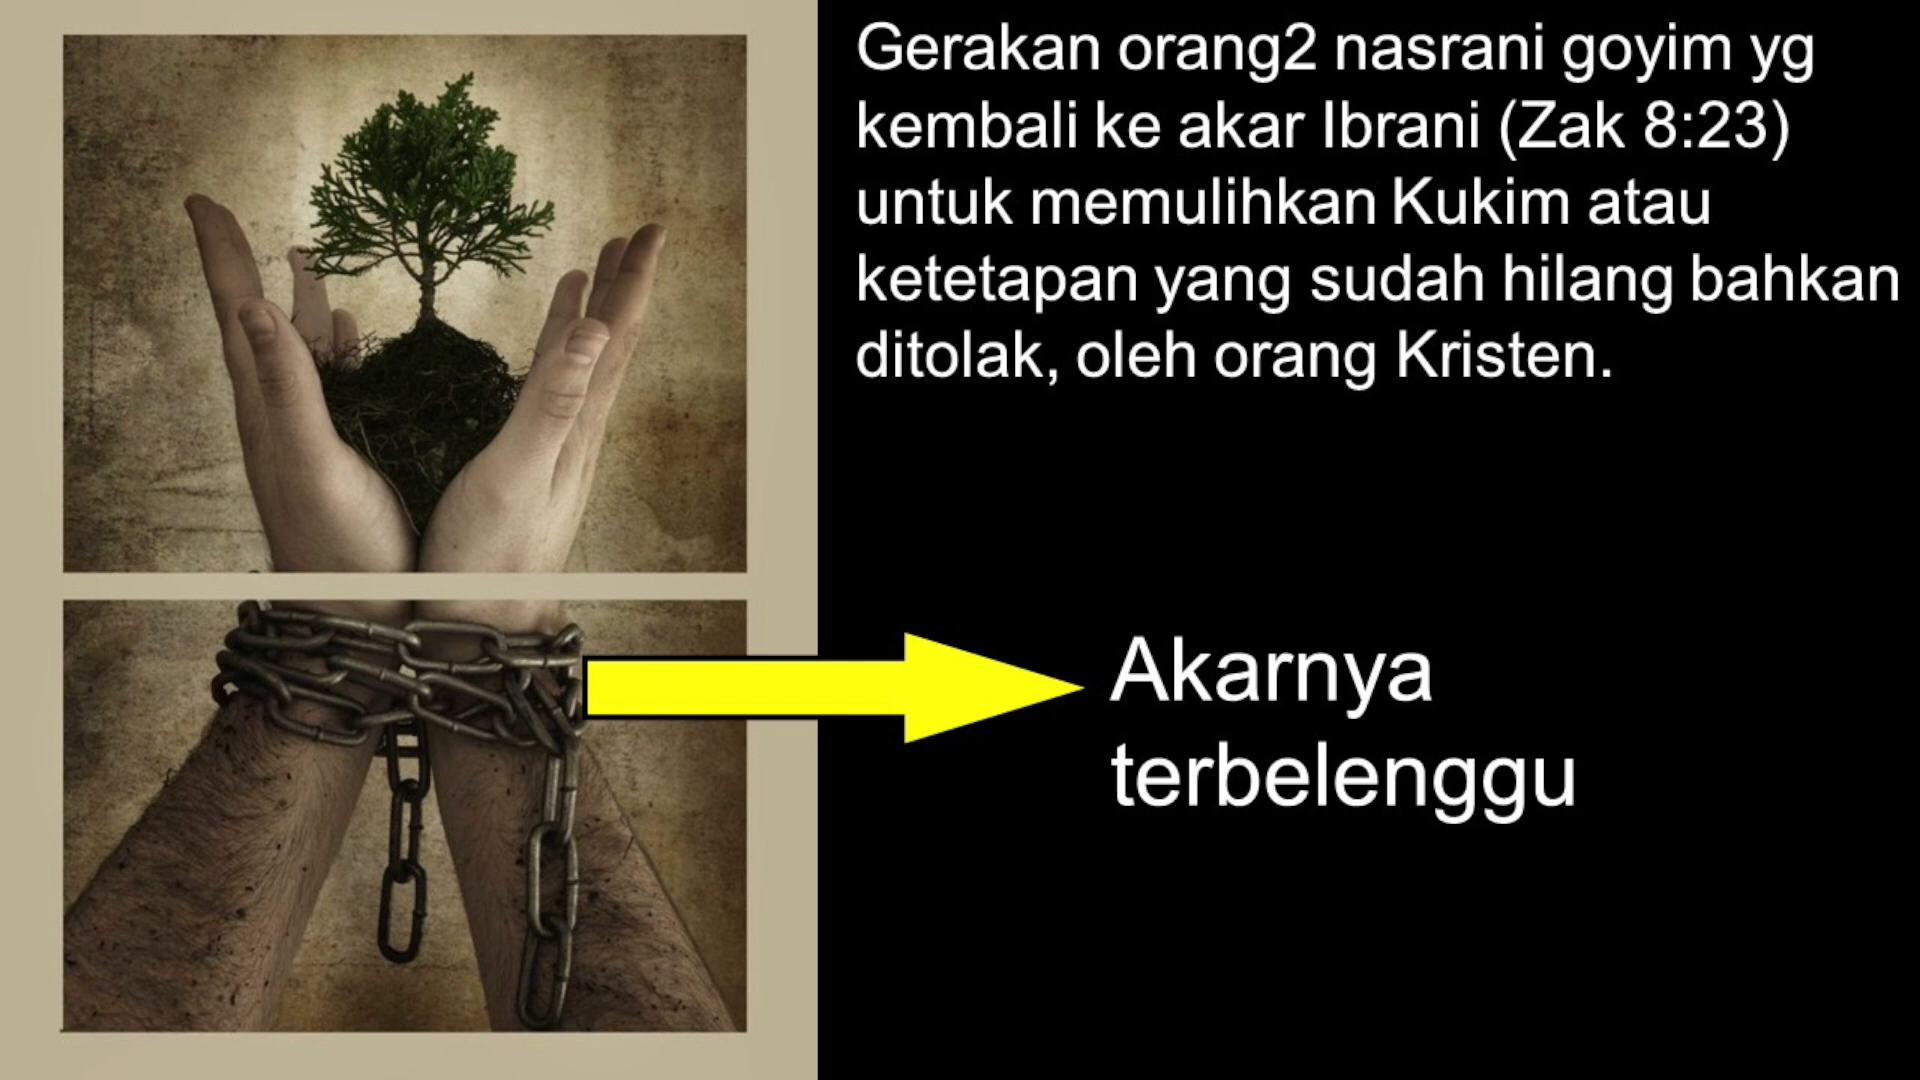 Gerakan orang2 nasrani goyim yg
kembali ke akar Ibrani (Zak 8:23)
untuk memulihkan Kukim atau
ketetapan yang sudah hilang bahkan
ditolak, oleh orang Kristen.
Akarnya
terbelenggu